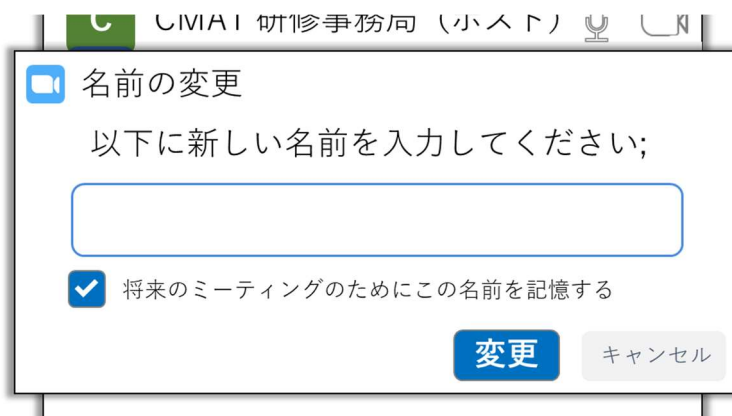 C CMAT 研修事務局（ホスト）
名前の変更
以下に新しい名前を入力してください;
将来のミーティングのためにこの名前を記憶する
変更 キャンセル